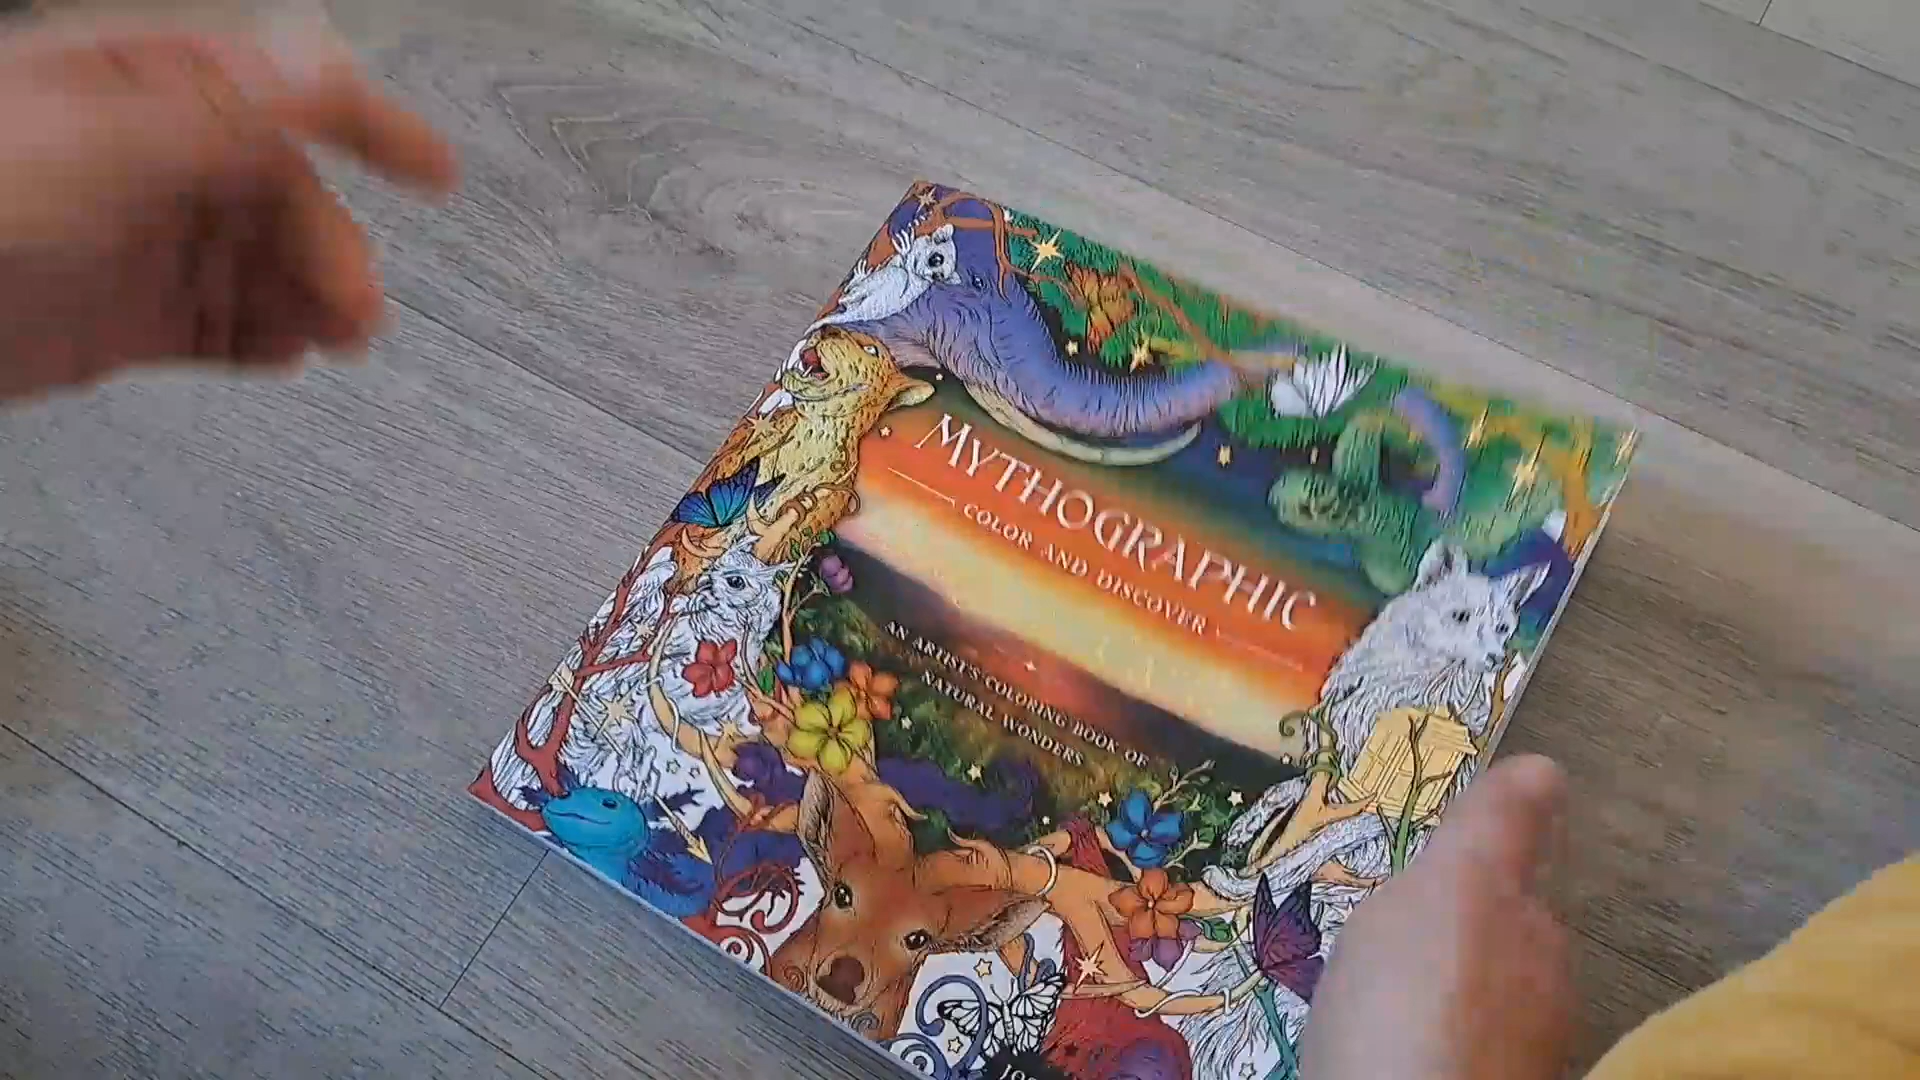 MYTHOGRAPHIC
COLOR AND DISCOVER
AN ARTIST'S COLORING BOOK OF
NATURAL WONDERS